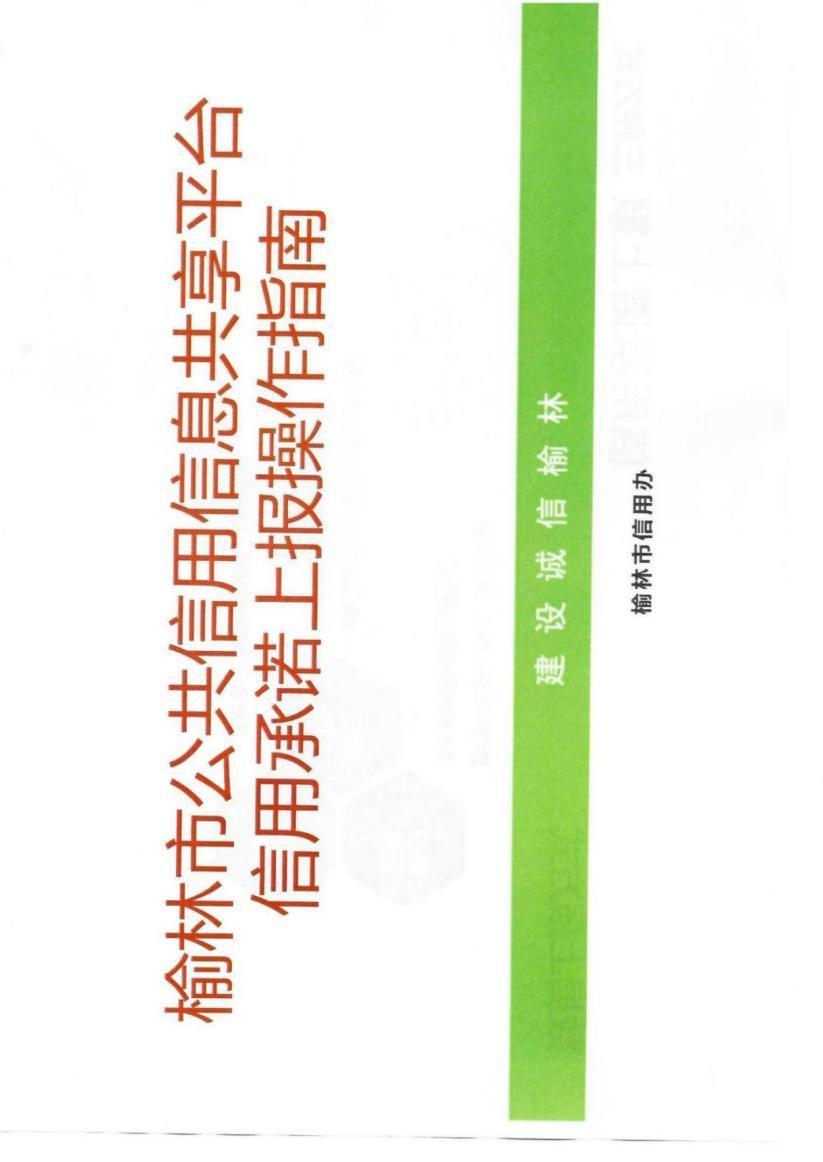 榆林市公共信用信息共享平台
信用承诺上报操作指南
建设诚信榆林
榆林市信用办